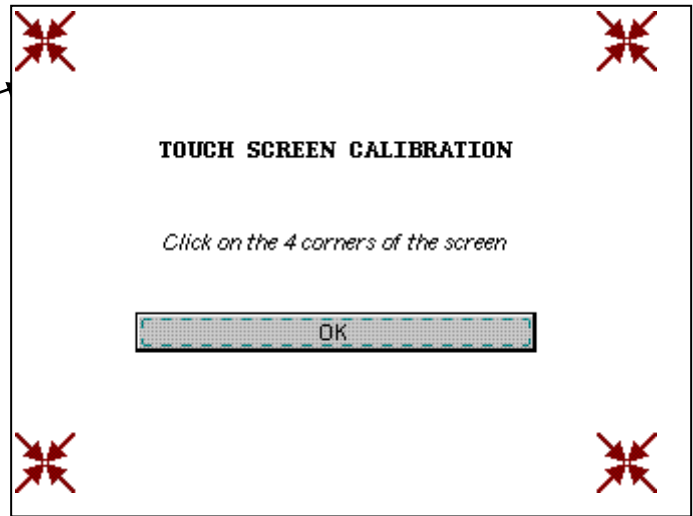 TOUCH SCREEN CALIBRATION
Click on the 4 corners of the screen
OK